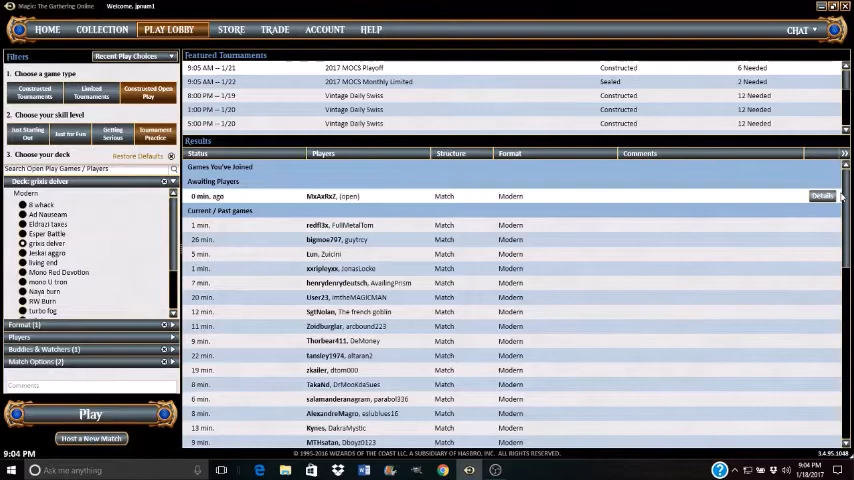 Magic: The Gathering Online Welcome, jpnam1
HOME COLLECTION PLAY LOBBY STORE TRADE ACCOUNT HELP CHAT
Filters Recent Play Choices
1. Choose a game type
Constructed Tournaments Limited Tournaments Constructed Open Play
2. Choose your skill level
Just Starting Out Just for Fun Getting Serious Tournament Practice
3. Choose your deck Restore Defaults
Search Open Play Games / Players
Deck: grixis delver
Modern
8 whack
Ad Nauseam
Eldrazi taxes
Esper Battle
grixis delver
Jeskai aggro
living end
Mono Red Devotion
mono U tron
Naya burn
RW Burn
turbo fog
Format (1)
Players
Buddies & Watchers (1)
Match Options (2)
Comments
Play
Host a New Match
9:04 PM
Featured Tournaments
9:05 AM -- 1/21 2017 MOCS Playoff Constructed 6 Needed
9:05 AM -- 1/22 2017 MOCS Monthly Limited Sealed 2 Needed
8:00 PM -- 1/19 Vintage Daily Swiss Constructed 12 Needed
1:00 PM -- 1/20 Vintage Daily Swiss Constructed 12 Needed
5:00 PM -- 1/20 Vintage Daily Swiss Constructed 12 Needed
Results
Status Players Structure Format Comments
Games You've Joined
Awaiting Players
0 min. ago MxAxRxZ, (open) Match Modern Details
Current / Past games
1 min. redfl3x, FullMetalTom Match Modern
26 min. bigmoe797, guytrcy Match Modern
5 min. Lun, Zuicini Match Modern
1 min. xxripleyxx, JonasLocke Match Modern
7 min. henrydenrydeutsch, AvailingPrism Match Modern
20 min. User23, imtheMAGICMAN Match Modern
12 min. SgtNolan, The french goblin Match Modern
11 min. Zoidburglar, arcbound223 Match Modern
9 min. Thorbear411, DeMoney Match Modern
22 min. tansley1974, altaran2 Match Modern
19 min. zkailer, dtom000 Match Modern
8 min. TakaNd, DrMooKdaSues Match Modern
6 min. salamanderanagram, parabol336 Match Modern
8 min. AlexandreMagro, eslublues16 Match Modern
13 min. Kynes, DakraMystic Match Modern
9 min. MTHsatan, Dboyz0123 Match Modern
© 1995-2016 WIZARDS OF THE COAST LLC, A SUBSIDIARY OF HASBRO, INC. ALL RIGHTS RESERVED. 3.4.95.1048
Ask me anything
9:04 PM
1/18/2017